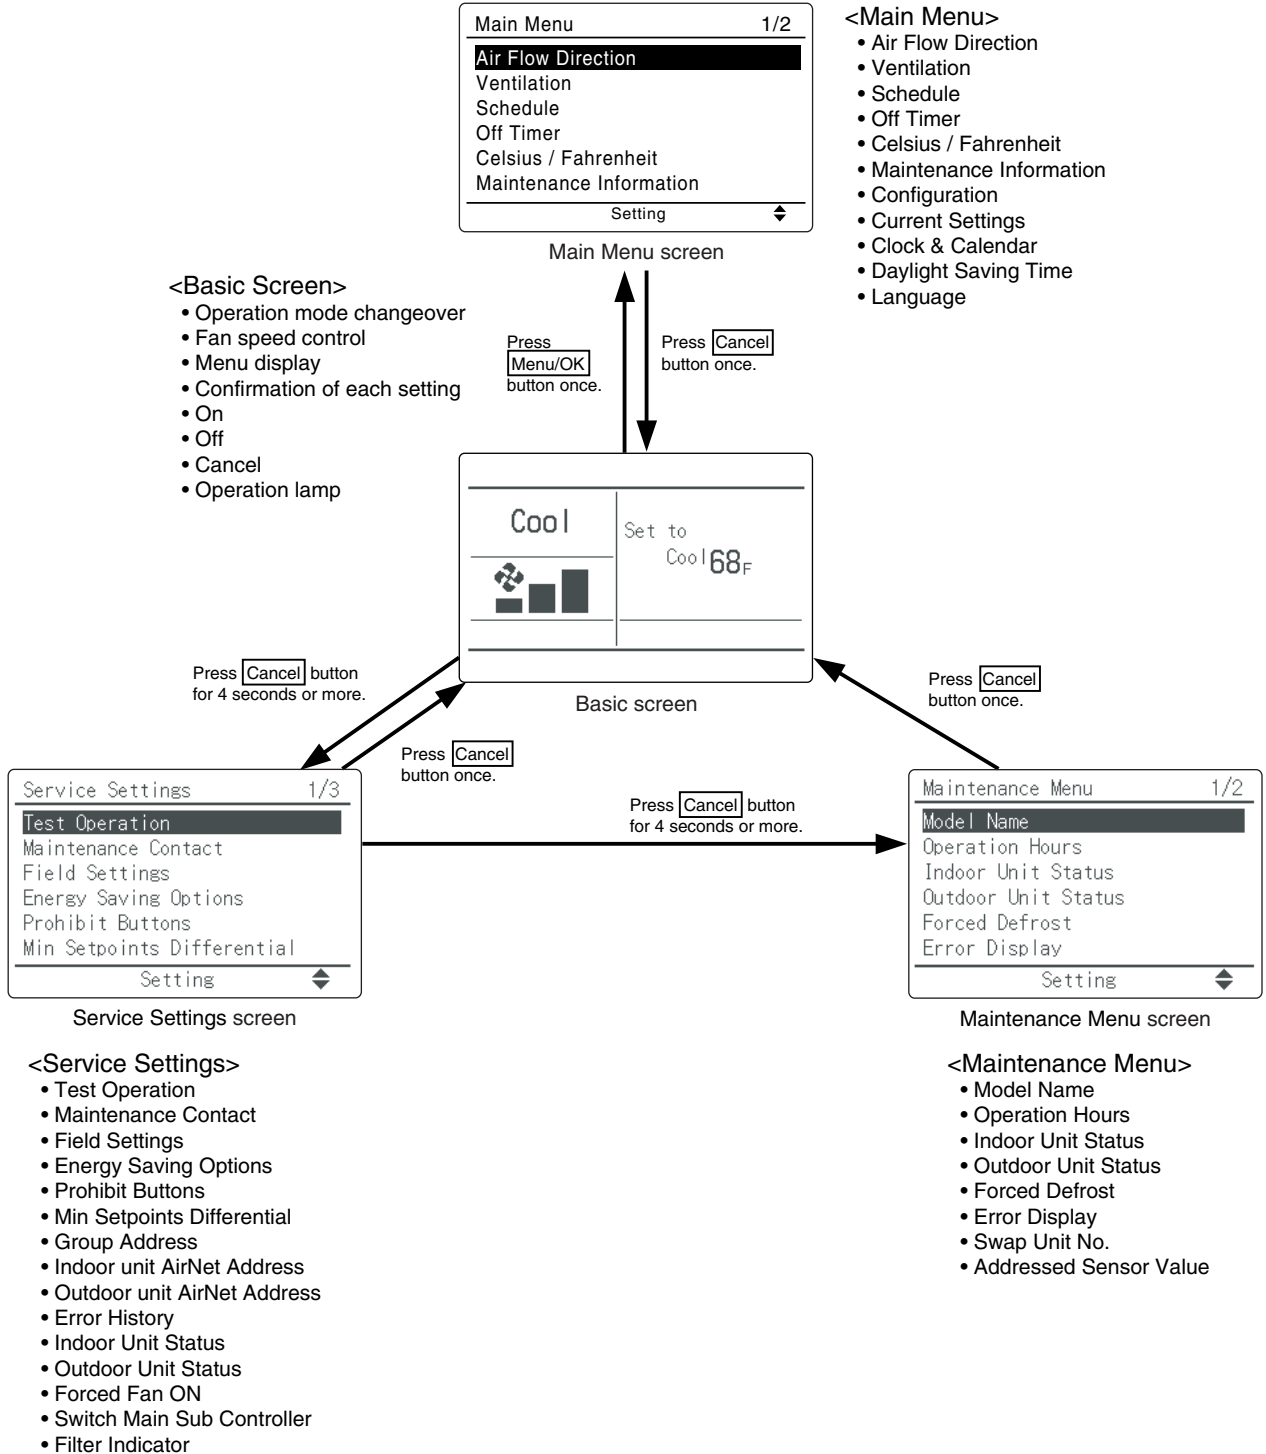 Main Menu 1/2
Air Flow Direction
Ventilation
Schedule
Off Timer
Celsius / Fahrenheit
Maintenance Information
Setting
Main Menu screen
<Main Menu>
• Air Flow Direction
• Ventilation
• Schedule
• Off Timer
• Celsius / Fahrenheit
• Maintenance Information
• Configuration
• Current Settings
• Clock & Calendar
• Daylight Saving Time
• Language
<Basic Screen>
• Operation mode changeover
• Fan speed control
• Menu display
• Confirmation of each setting
• On
• Off
• Cancel
• Operation lamp
Press
Menu/OK
button once.
Press Cancel
button once.
Cool
Set to
Cool 68F
Basic screen
Press Cancel button
for 4 seconds or more.
Press Cancel
button once.
Press Cancel
button once.
Press Cancel button
for 4 seconds or more.
Service Settings 1/3
Test Operation
Maintenance Contact
Field Settings
Energy Saving Options
Prohibit Buttons
Min Setpoints Differential
Setting
Service Settings screen
<Service Settings>
• Test Operation
• Maintenance Contact
• Field Settings
• Energy Saving Options
• Prohibit Buttons
• Min Setpoints Differential
• Group Address
• Indoor unit AirNet Address
• Outdoor unit AirNet Address
• Error History
• Indoor Unit Status
• Outdoor Unit Status
• Forced Fan ON
• Switch Main Sub Controller
• Filter Indicator
Maintenance Menu 1/2
Model Name
Operation Hours
Indoor Unit Status
Outdoor Unit Status
Forced Defrost
Error Display
Setting
Maintenance Menu screen
<Maintenance Menu>
• Model Name
• Operation Hours
• Indoor Unit Status
• Outdoor Unit Status
• Forced Defrost
• Error Display
• Swap Unit No.
• Addressed Sensor Value